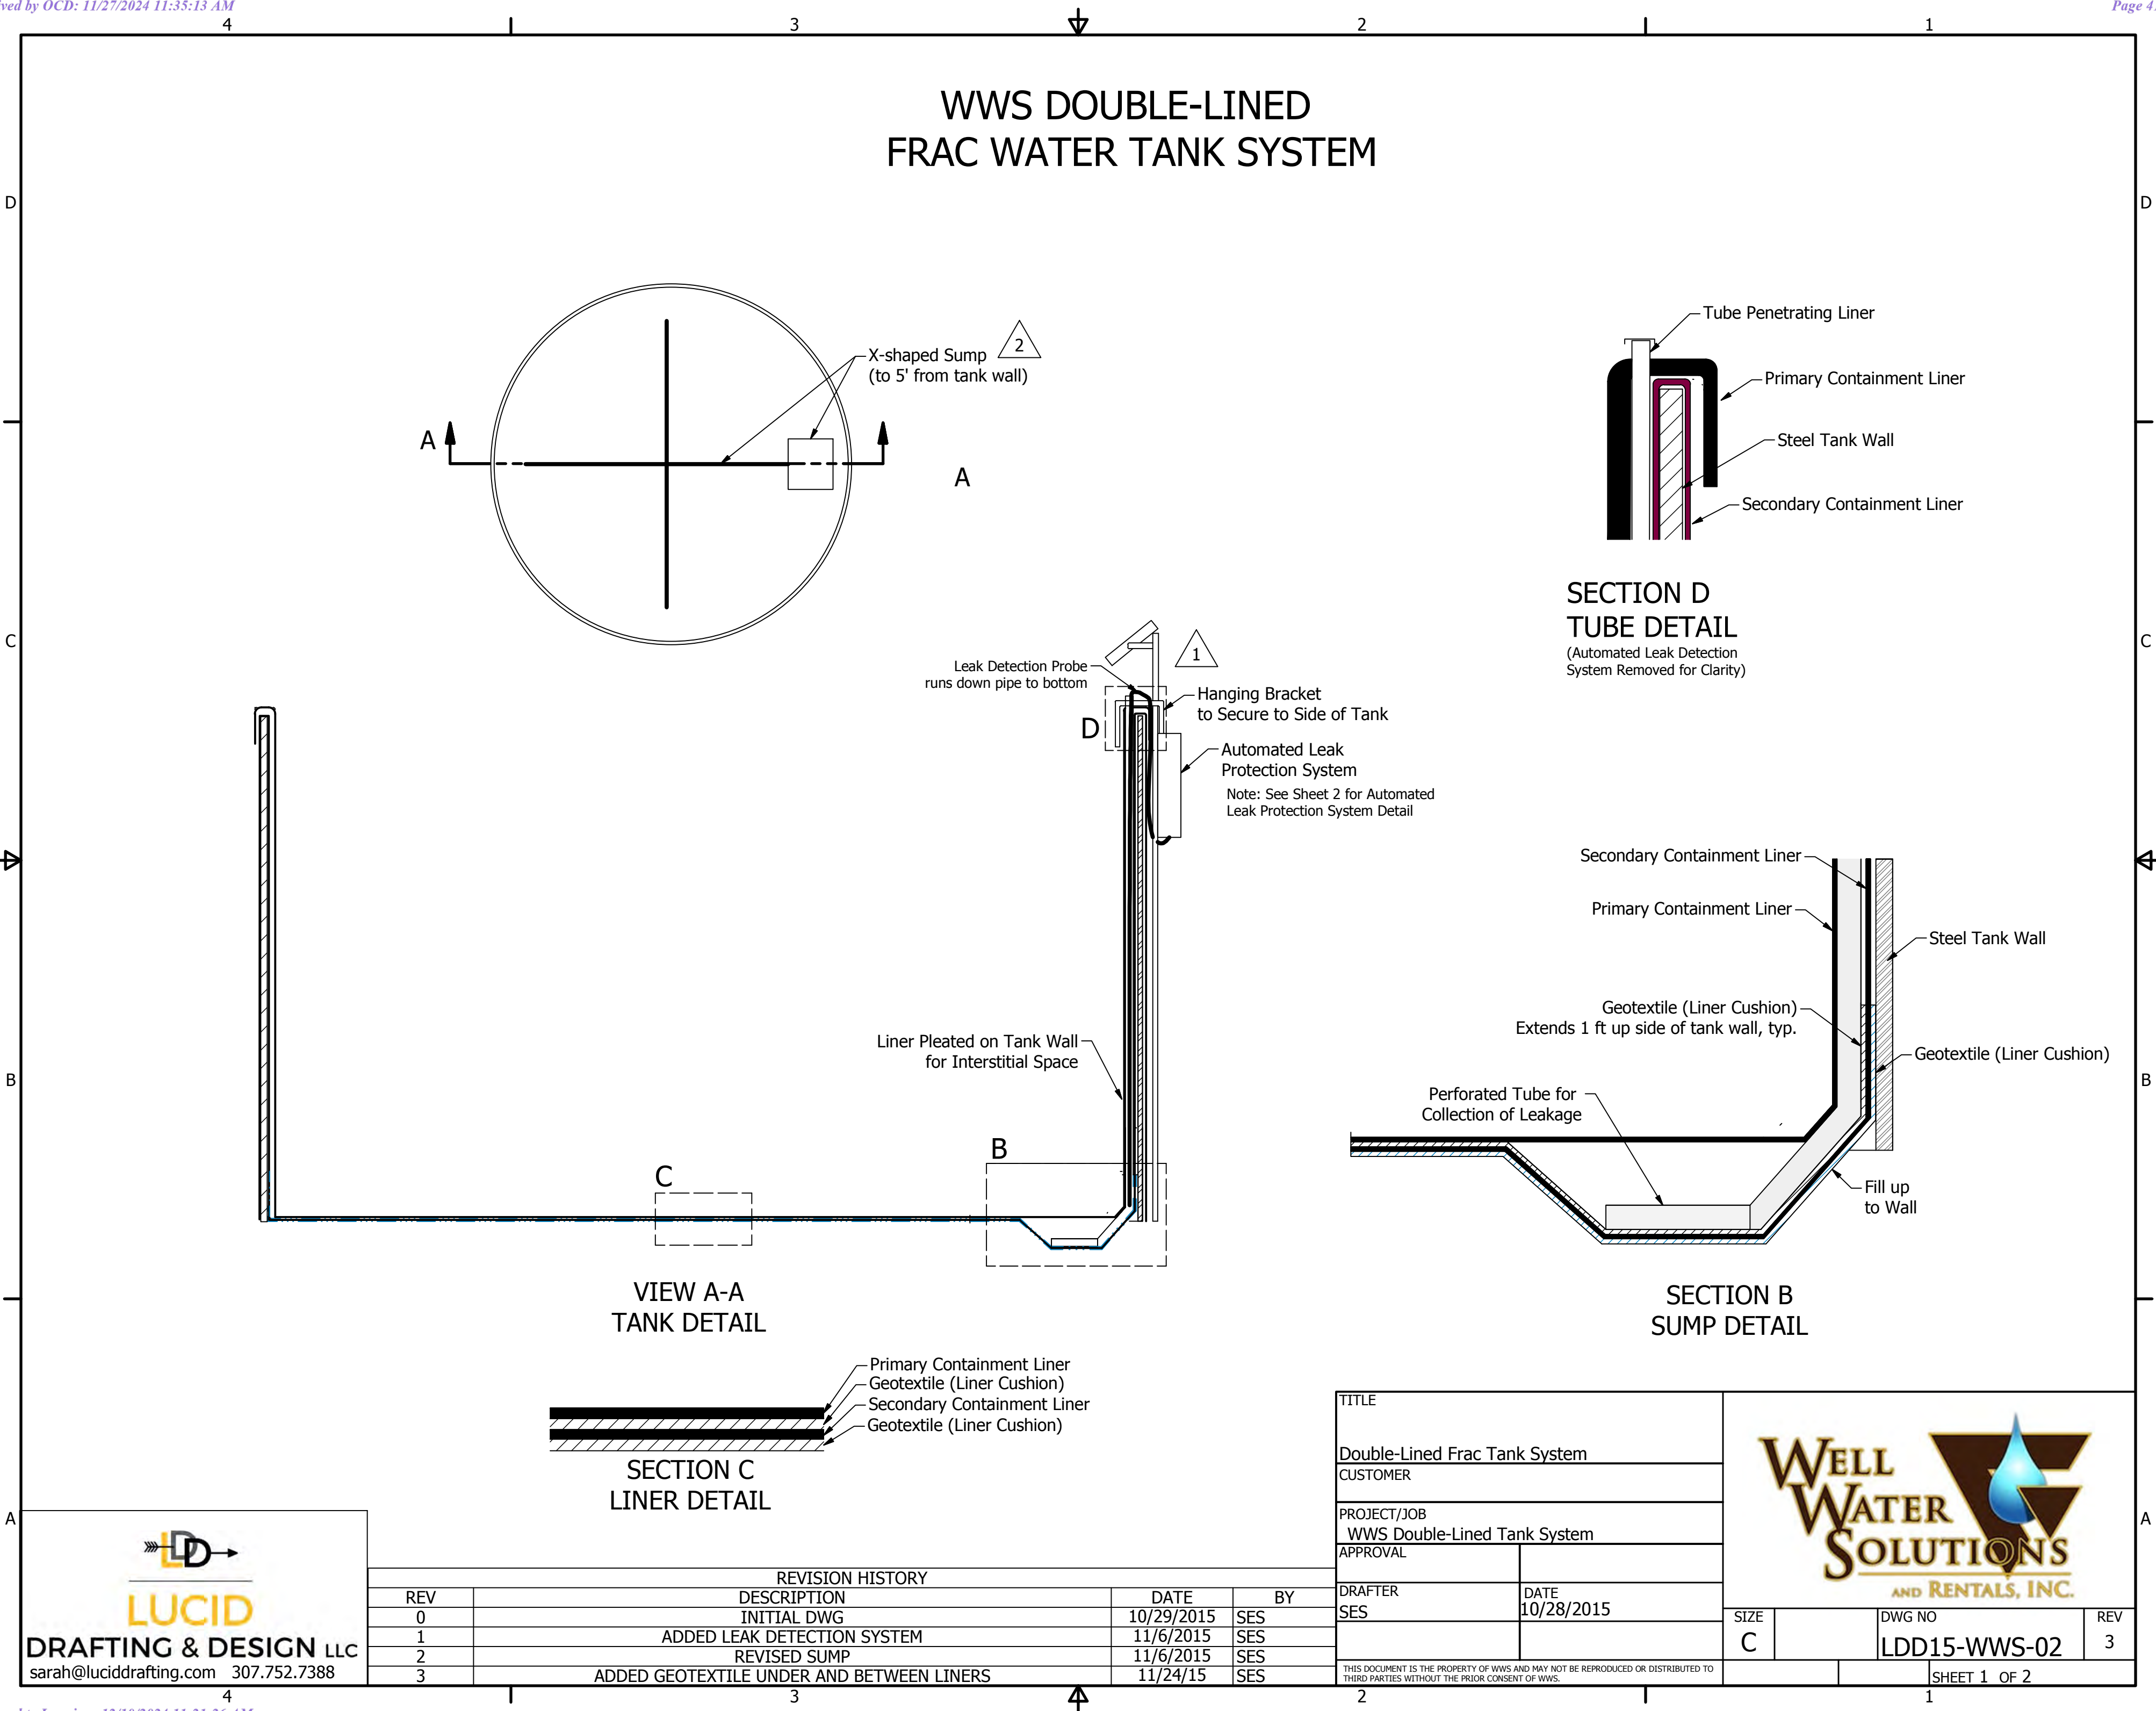 ved by OCD: 11/27/2024 11:35:13 AM
Page 4
4
3
2
1
WWS DOUBLE-LINED
FRAC WATER TANK SYSTEM
D
D
X-shaped Sump
(to 5' from tank wall)
2
A
A
Tube Penetrating Liner
Primary Containment Liner
Steel Tank Wall
Secondary Containment Liner
SECTION D
TUBE DETAIL
(Automated Leak Detection
System Removed for Clarity)
C
C
1
Leak Detection Probe
runs down pipe to bottom
Hanging Bracket
to Secure to Side of Tank
D
Automated Leak
Protection System
Note: See Sheet 2 for Automated
Leak Protection System Detail
Liner Pleated on Tank Wall
for Interstitial Space
B
C
VIEW A-A
TANK DETAIL
Secondary Containment Liner
Primary Containment Liner
Steel Tank Wall
Geotextile (Liner Cushion)
Extends 1 ft up side of tank wall, typ.
Geotextile (Liner Cushion)
Perforated Tube for
Collection of Leakage
Fill up
to Wall
SECTION B
SUMP DETAIL
B
B
Primary Containment Liner
Geotextile (Liner Cushion)
Secondary Containment Liner
Geotextile (Liner Cushion)
SECTION C
LINER DETAIL
A
A
LDD
LUCID
DRAFTING & DESIGN LLC
sarah@luciddrafting.com 307.752.7388
REVISION HISTORY
REV DESCRIPTION DATE BY
0 INITIAL DWG 10/29/2015 SES
1 ADDED LEAK DETECTION SYSTEM 11/6/2015 SES
2 REVISED SUMP 11/6/2015 SES
3 ADDED GEOTEXTILE UNDER AND BETWEEN LINERS 11/24/15 SES
TITLE
Double-Lined Frac Tank System
CUSTOMER
PROJECT/JOB
WWS Double-Lined Tank System
APPROVAL
DRAFTER
SES
DATE
10/28/2015
THIS DOCUMENT IS THE PROPERTY OF WWS AND MAY NOT BE REPRODUCED OR DISTRIBUTED TO
THIRD PARTIES WITHOUT THE PRIOR CONSENT OF WWS.
WELL
WATER
SOLUTIONS
AND RENTALS, INC.
SIZE
C
DWG NO
LDD15-WWS-02
REV
3
SHEET 1 OF 2
4
3
2
1